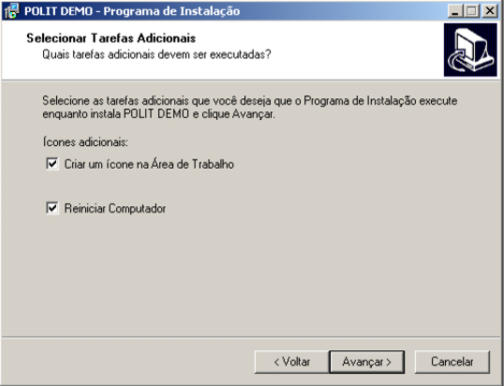 POLIT DEMO - Programa de Instalação
Selecionar Tarefas Adicionais
Quais tarefas adicionais devem ser executadas?
Selecione as tarefas adicionais que você deseja que o Programa de Instalação execute
enquanto instala POLIT DEMO e clique Avançar.
Ícones adicionais:
Criar um ícone na Área de Trabalho
Reiniciar Computador
< Voltar
Avançar >
Cancelar